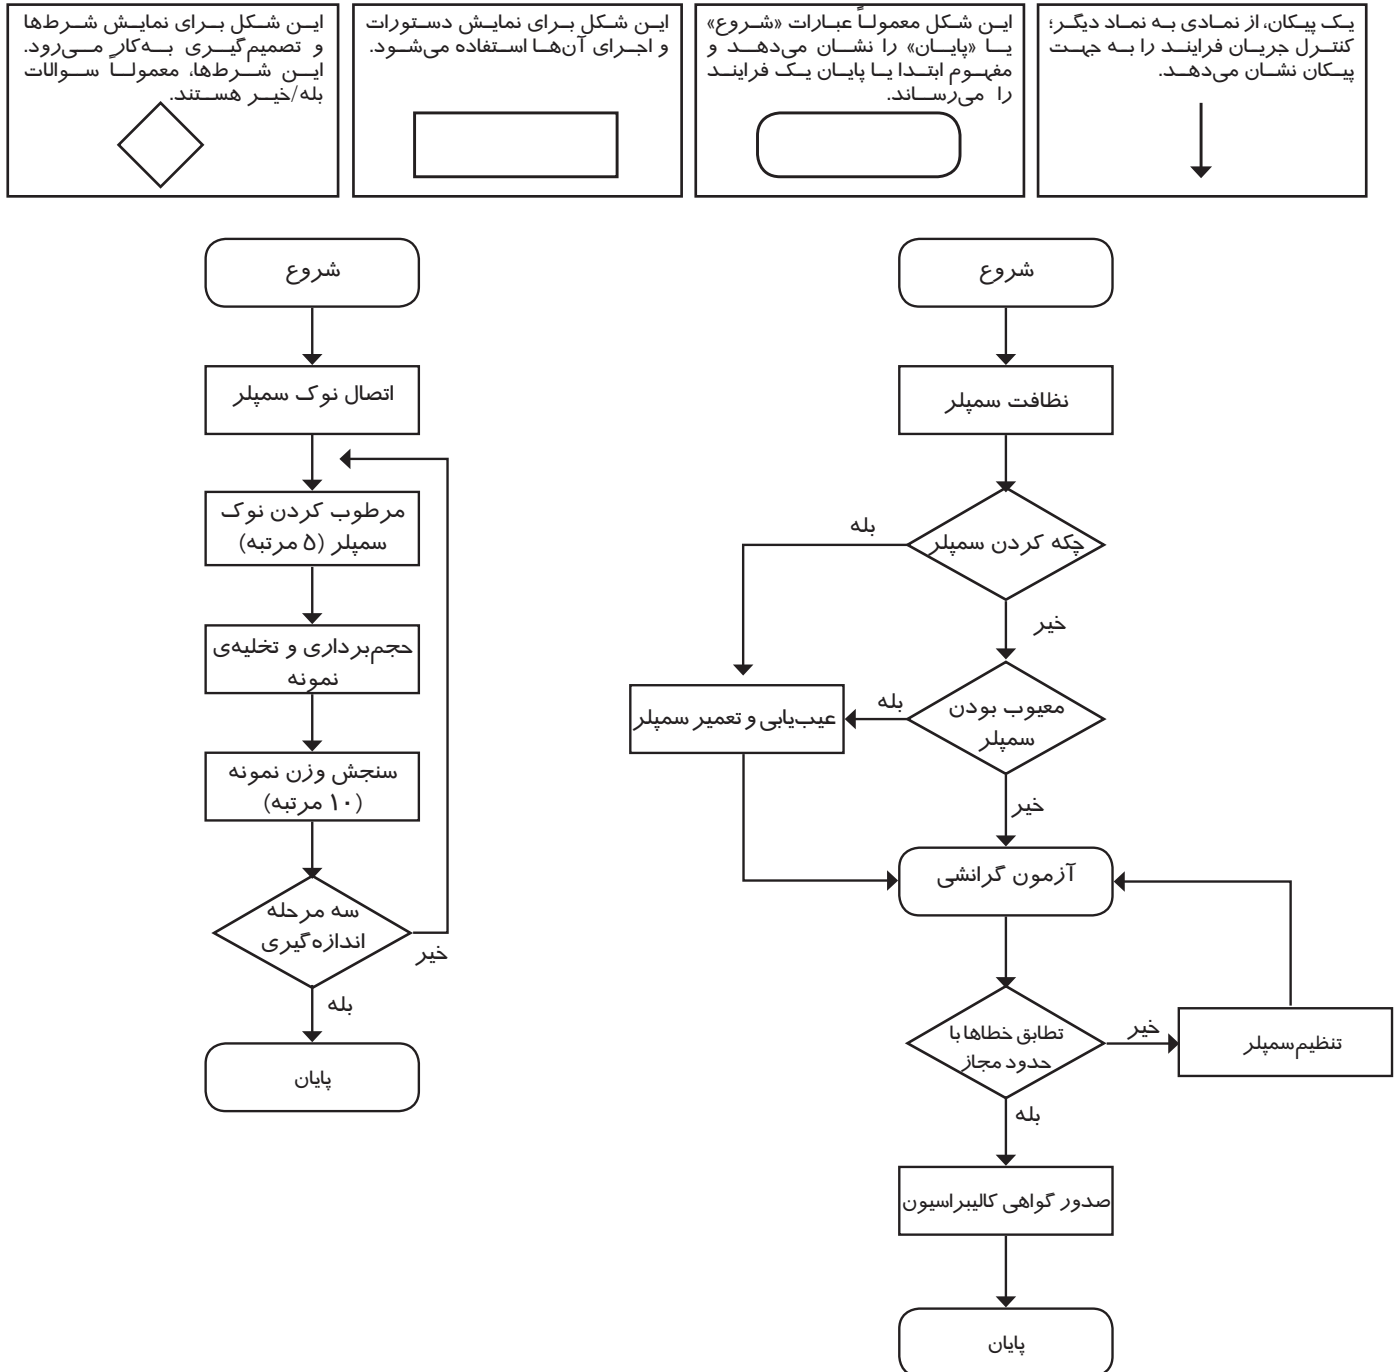 یک پیکان، از نمادی به نماد دیگر؛
کنترل جریان فرایند را به جهت
پیکان نشان می‌دهد.
این شکل معمولاً عبارات «شروع»
یا «پایان» را نشان می‌دهد و
مفهوم ابتدا یا پایان یک فرایند
را می‌رساند.
این شکل برای نمایش دستورات
و اجرای آن‌ها استفاده می‌شود.
این شکل برای نمایش شرط‌ها
و تصمیم‌گیری به‌کار می‌رود.
این شرط‌ها، معمولاً سوالات
بله/خیر هستند.
شروع
نظافت سمپلر
چکه کردن سمپلر
بله
خیر
معیوب بودن
سمپلر
بله
عیب‌یابی و تعمیر سمپلر
خیر
آزمون گرانشی
تطابق خطاها با
حدود مجاز
خیر
تنظیم سمپلر
بله
صدور گواهی کالیبراسیون
پایان
شروع
اتصال نوک سمپلر
مرطوب کردن نوک
سمپلر (۵ مرتبه)
حجم‌برداری و تخلیه‌ی
نمونه
سنجش وزن نمونه
(۱۰ مرتبه)
سه مرحله
اندازه‌گیری
خیر
بله
پایان